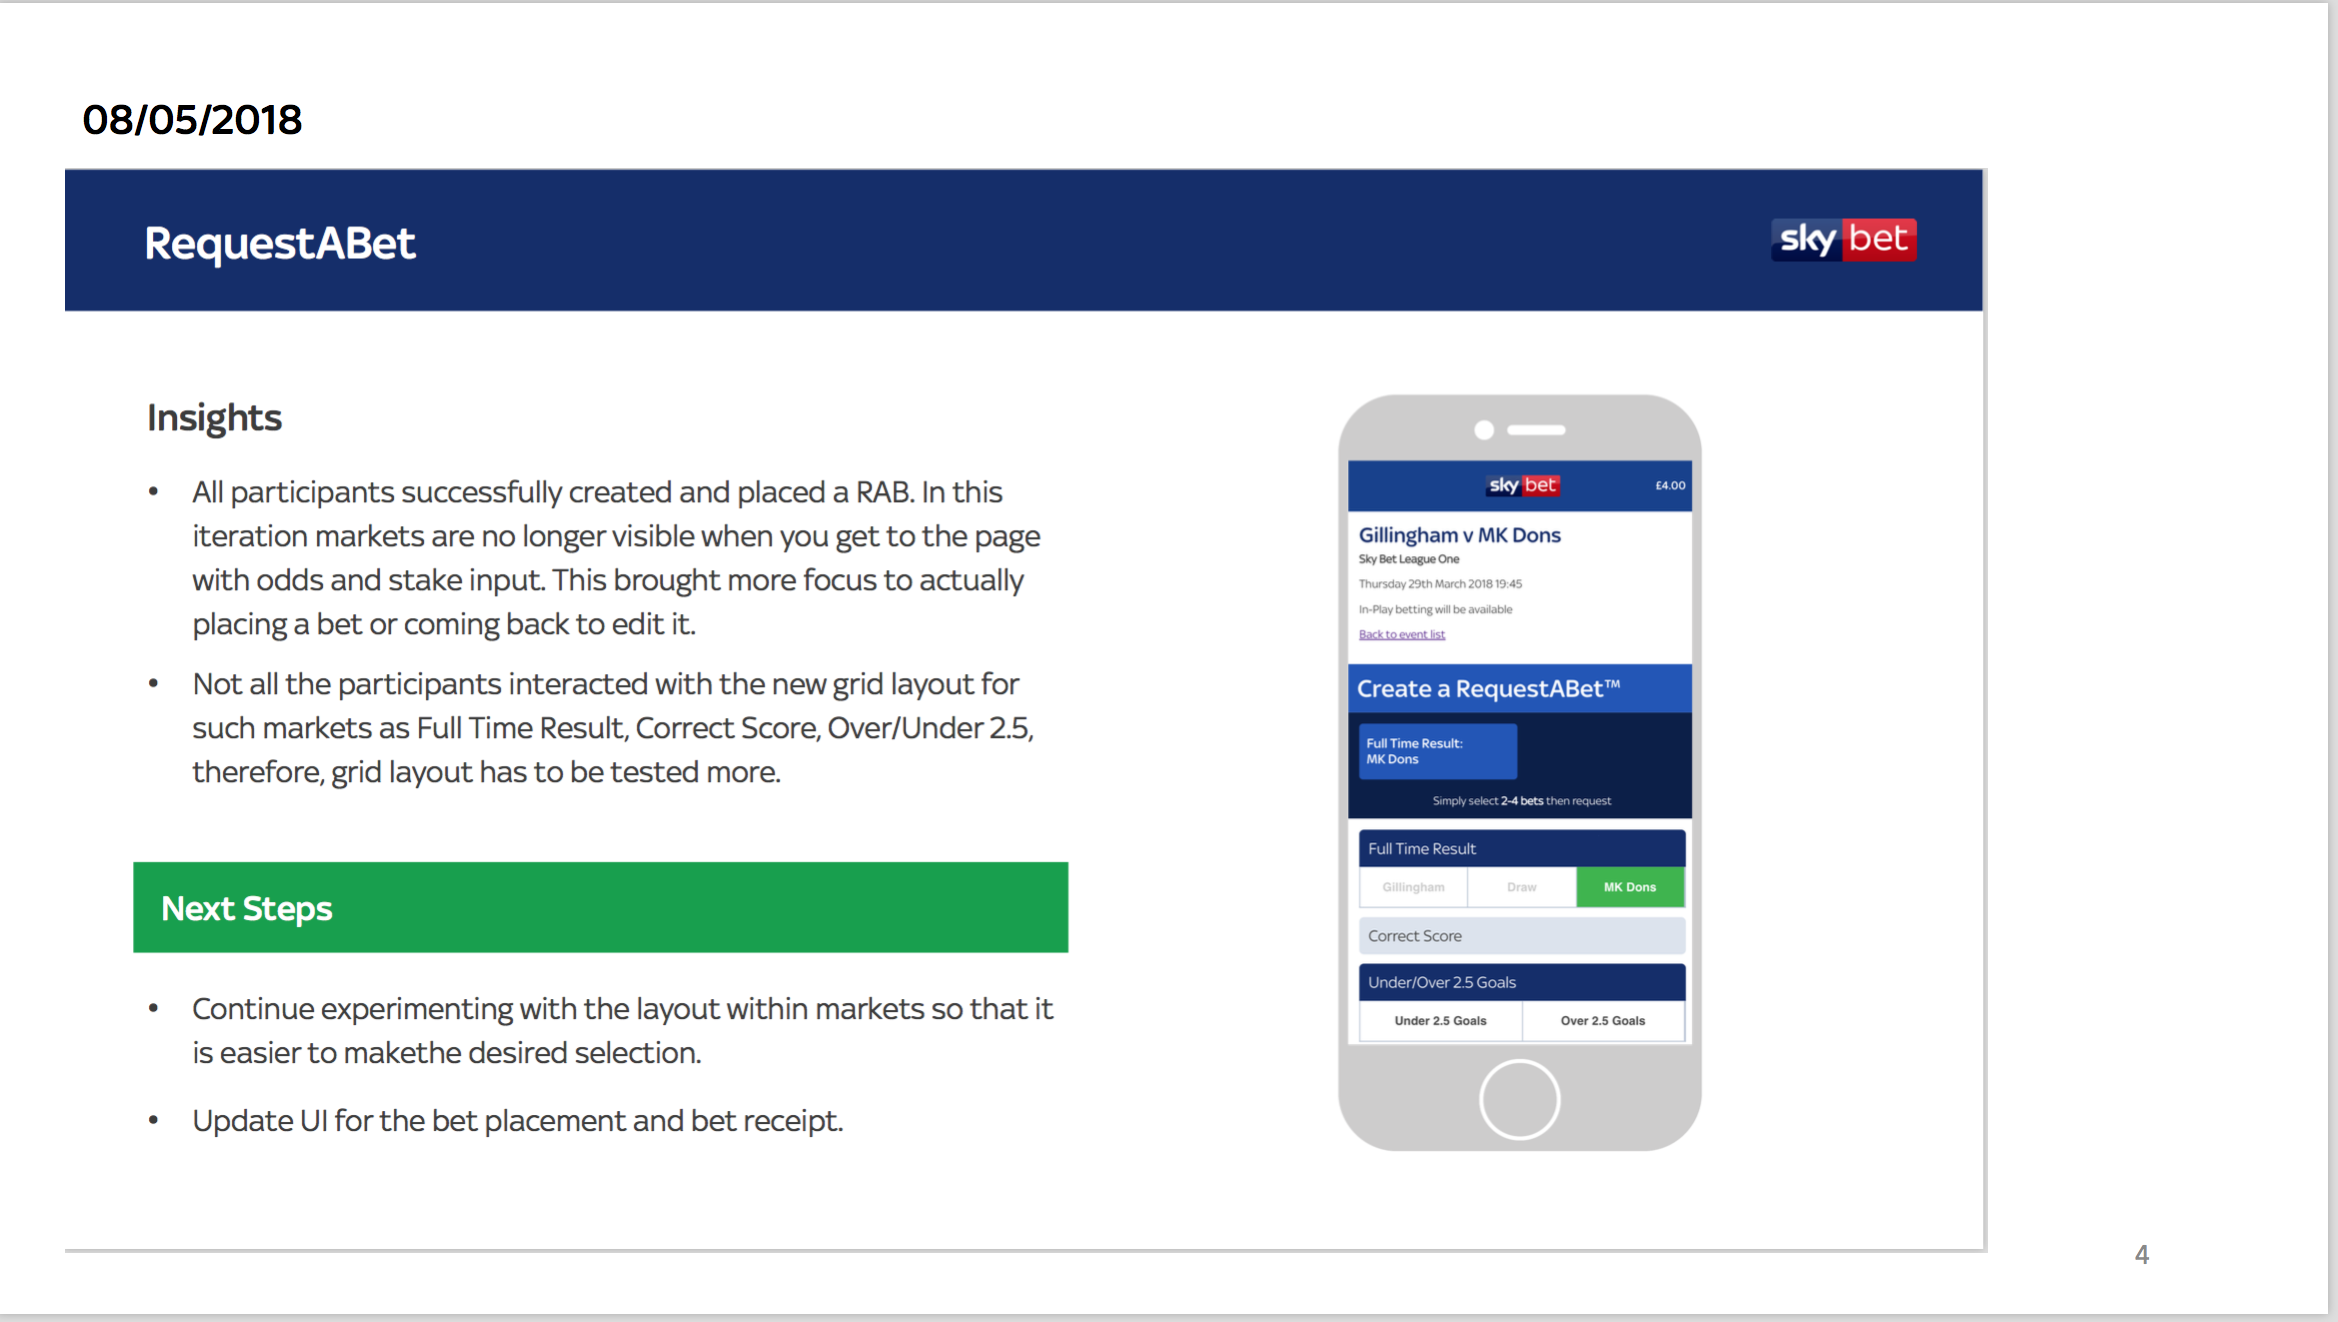 08/05/2018
RequestABet
sky bet
Insights
• All participants successfully created and placed a RAB. In this
iteration markets are no longer visible when you get to the page
with odds and stake input. This brought more focus to actually
placing a bet or coming back to edit it.
• Not all the participants interacted with the new grid layout for
such markets as Full Time Result, Correct Score, Over/Under 2.5,
therefore, grid layout has to be tested more.
Next Steps
• Continue experimenting with the layout within markets so that it
is easier to makethe desired selection.
• Update UI for the bet placement and bet receipt.
sky bet £4.00
Gillingham v MK Dons
Sky Bet League One
Thursday 29th March 2018 19:45
In-Play betting will be available
Back to event list
Create a RequestABet™
Full Time Result:
MK Dons
Simply select 2-4 bets then request
Full Time Result
Gillingham Draw MK Dons
Correct Score
Under/Over 2.5 Goals
Under 2.5 Goals Over 2.5 Goals
4